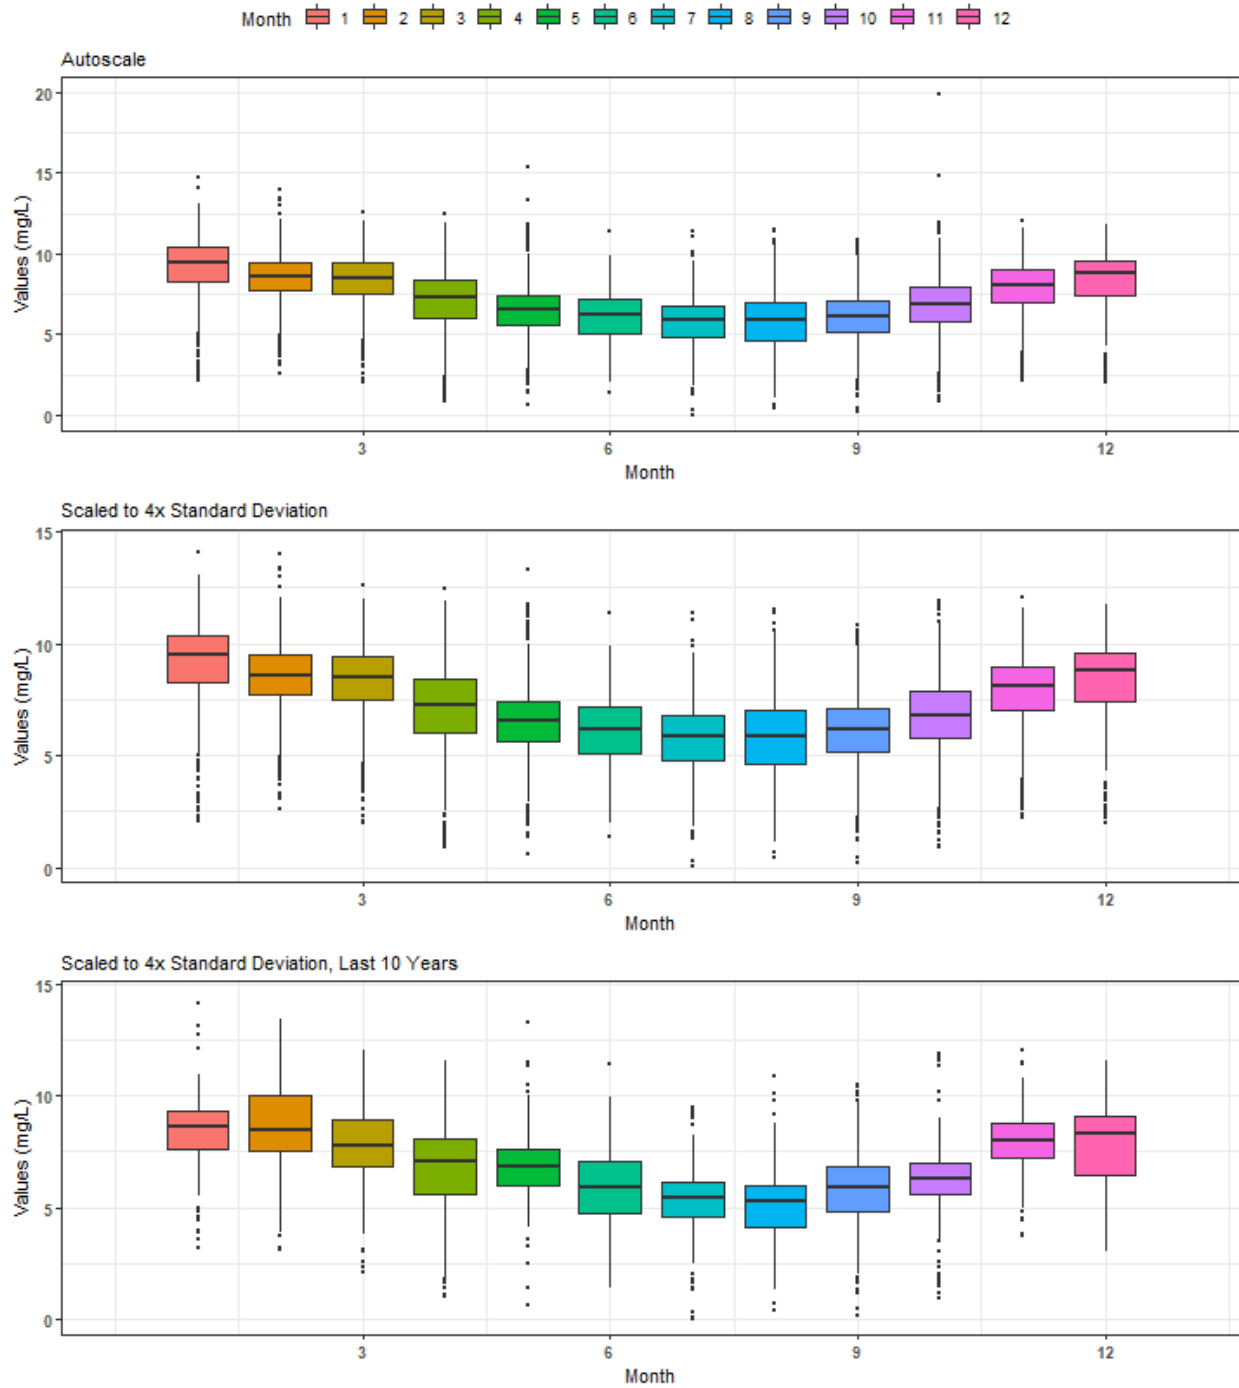 Month 1 2 3 4 5 6 7 8 9 10 11 12
Autoscale
20
15
10
5
0
Values (mg/L)
3 6 9 12
Month
Scaled to 4x Standard Deviation
15
10
5
0
Values (mg/L)
3 6 9 12
Month
Scaled to 4x Standard Deviation, Last 10 Years
15
10
5
0
Values (mg/L)
3 6 9 12
Month